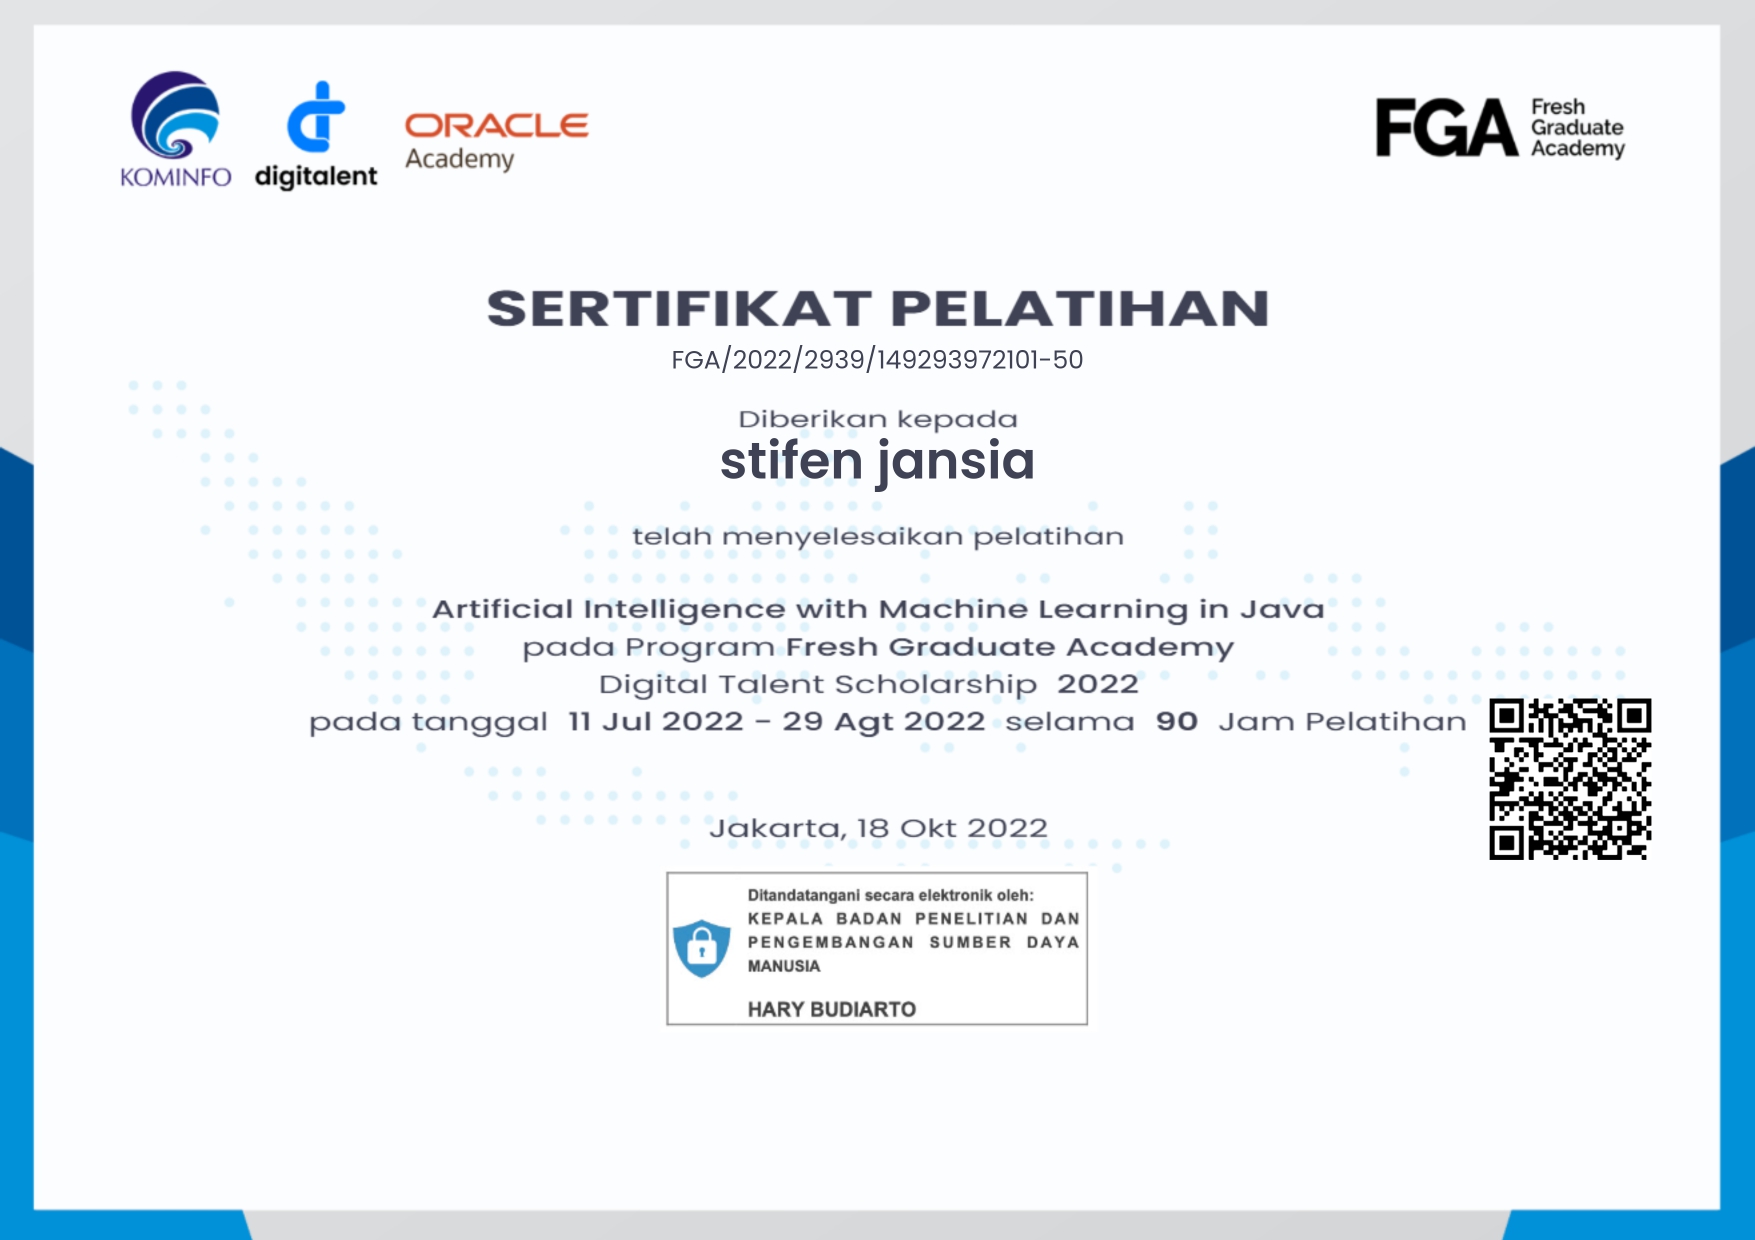 KOMINFO
digitalent
ORACLE
Academy
FGA
Fresh
Graduate
Academy
SERTIFIKAT PELATIHAN
FGA/2022/2939/149293972101-50
Diberikan kepada
stifen jansia
telah menyelesaikan pelatihan
Artificial Intelligence with Machine Learning in Java
pada Program Fresh Graduate Academy
Digital Talent Scholarship 2022
pada tanggal 11 Jul 2022 - 29 Agt 2022 selama 90 Jam Pelatihan
Jakarta, 18 Okt 2022
Ditandatangani secara elektronik oleh:
KEPALA BADAN PENELITIAN DAN
PENGEMBANGAN SUMBER DAYA
MANUSIA
HARY BUDIARTO